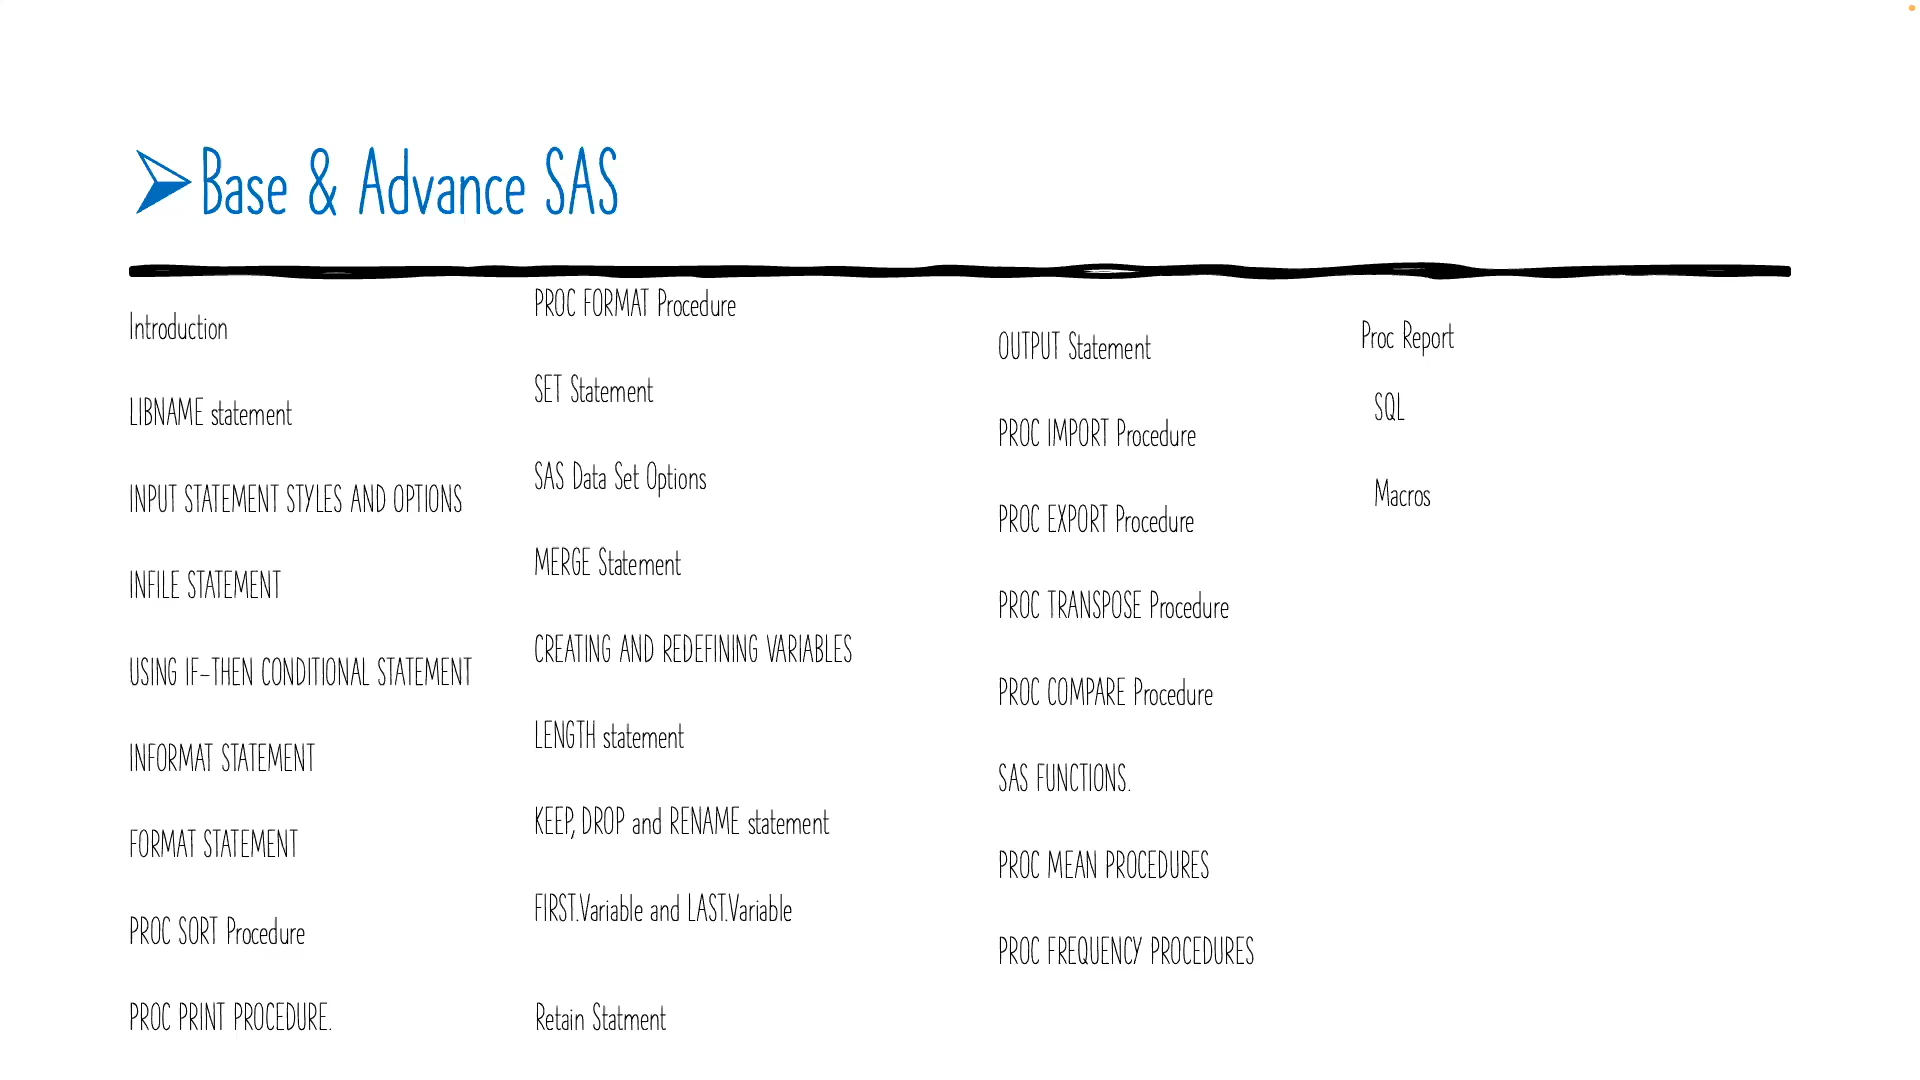 ➢Base & Advance SAS
Introduction
LIBNAME statement
INPUT STATEMENT STYLES AND OPTIONS
INFILE STATEMENT
USING IF-THEN CONDITIONAL STATEMENT
INFORMAT STATEMENT
FORMAT STATEMENT
PROC SORT Procedure
PROC PRINT PROCEDURE.
PROC FORMAT Procedure
SET Statement
SAS Data Set Options
MERGE Statement
CREATING AND REDEFINING VARIABLES
LENGTH statement
KEEP, DROP and RENAME statement
FIRST.Variable and LAST.Variable
Retain Statment
OUTPUT Statement
PROC IMPORT Procedure
PROC EXPORT Procedure
PROC TRANSPOSE Procedure
PROC COMPARE Procedure
SAS FUNCTIONS.
PROC MEAN PROCEDURES
PROC FREQUENCY PROCEDURES
Proc Report
SQL
Macros